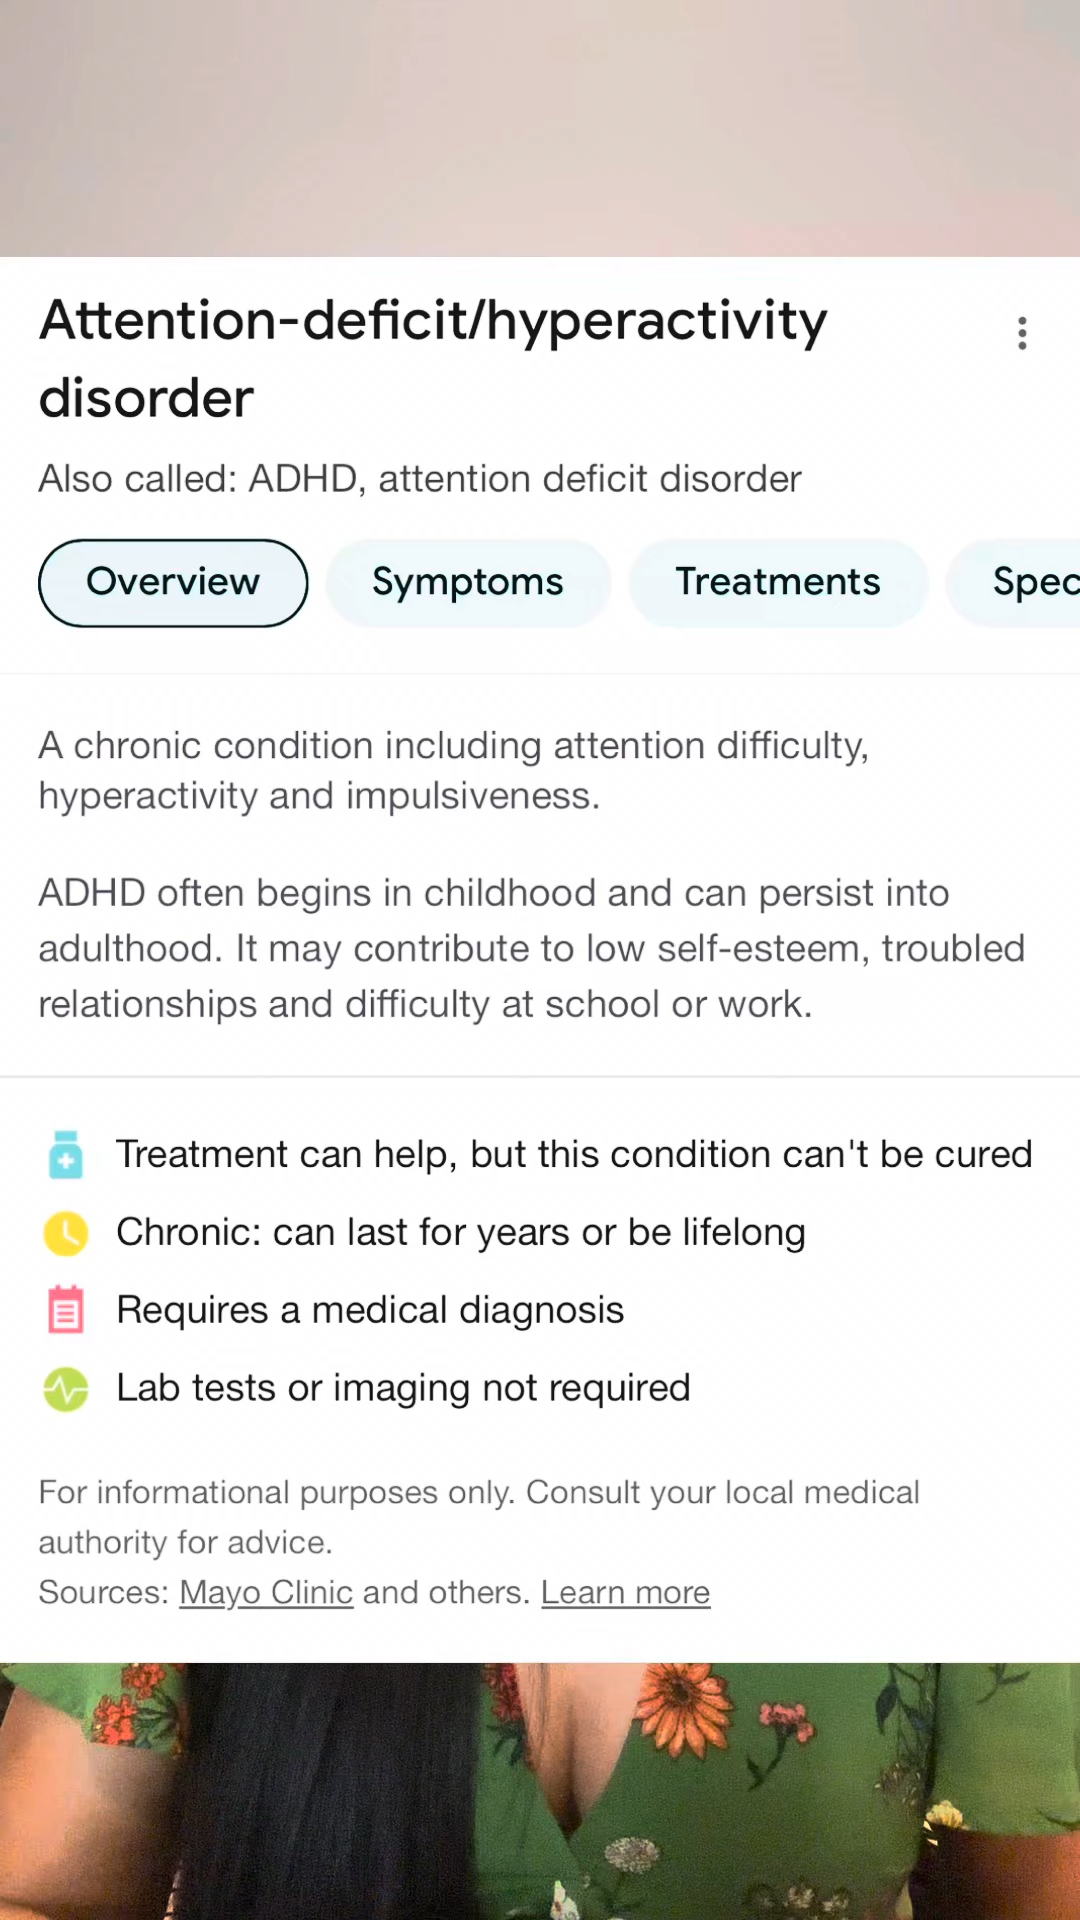 Attention-deficit/hyperactivity
disorder
Also called: ADHD, attention deficit disorder
Overview Symptoms Treatments Spec
A chronic condition including attention difficulty,
hyperactivity and impulsiveness.
ADHD often begins in childhood and can persist into
adulthood. It may contribute to low self-esteem, troubled
relationships and difficulty at school or work.
Treatment can help, but this condition can't be cured
Chronic: can last for years or be lifelong
Requires a medical diagnosis
Lab tests or imaging not required
For informational purposes only. Consult your local medical
authority for advice.
Sources: Mayo Clinic and others. Learn more